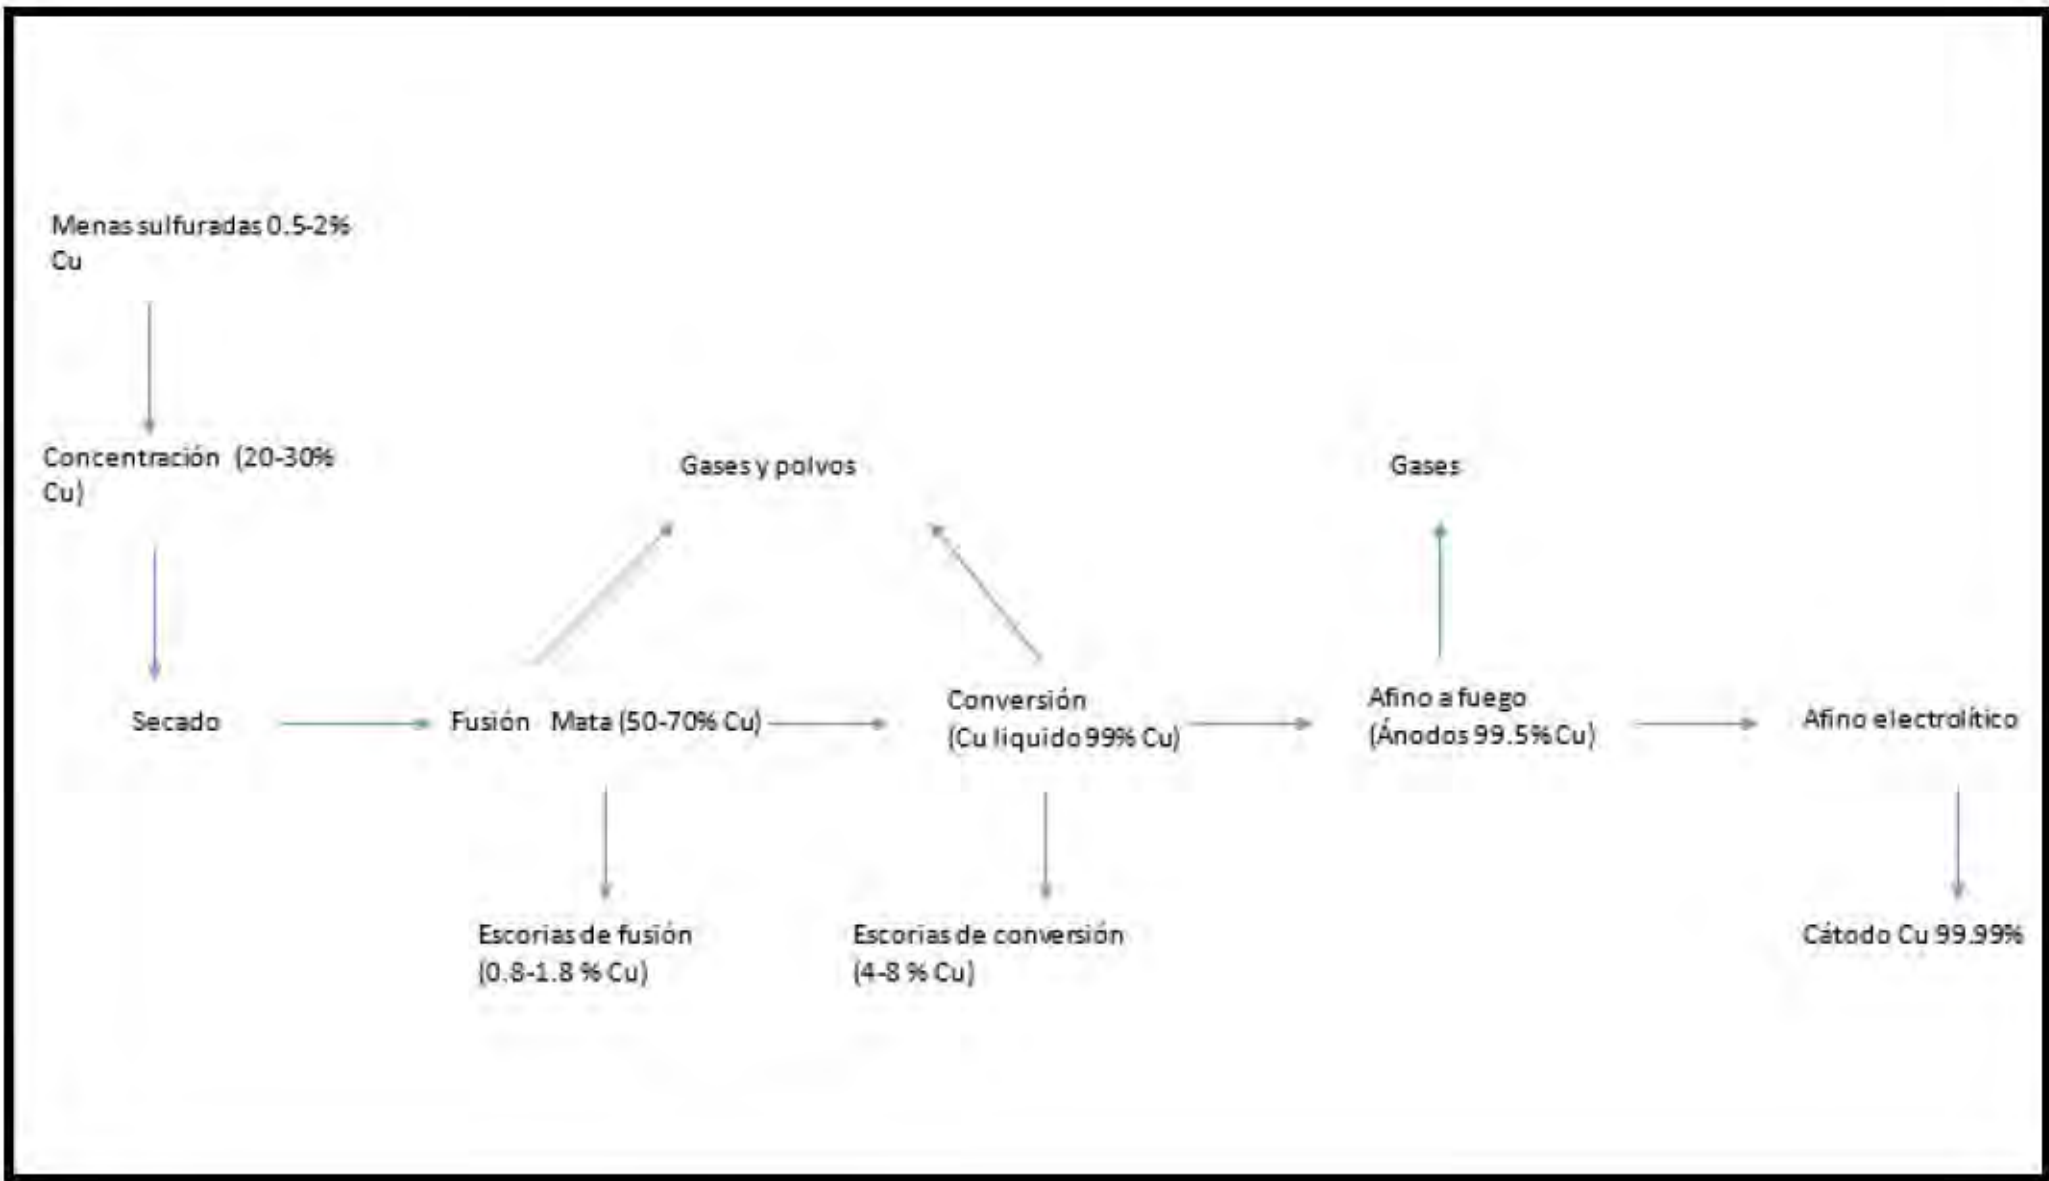 Menas sulfuradas 0.5-2%
Cu
Concentración (20-30%
Cu)
Gases y polvos
Gases
Secado
Fusión Mata (50-70% Cu)
Conversión
(Cu liquido 99% Cu)
Afino a fuego
(Ánodos 99.5% Cu)
Afino electrolítico
Escorias de fusión
(0.8-1.8 % Cu)
Escorias de conversión
(4-8 % Cu)
Cátodo Cu 99.99%